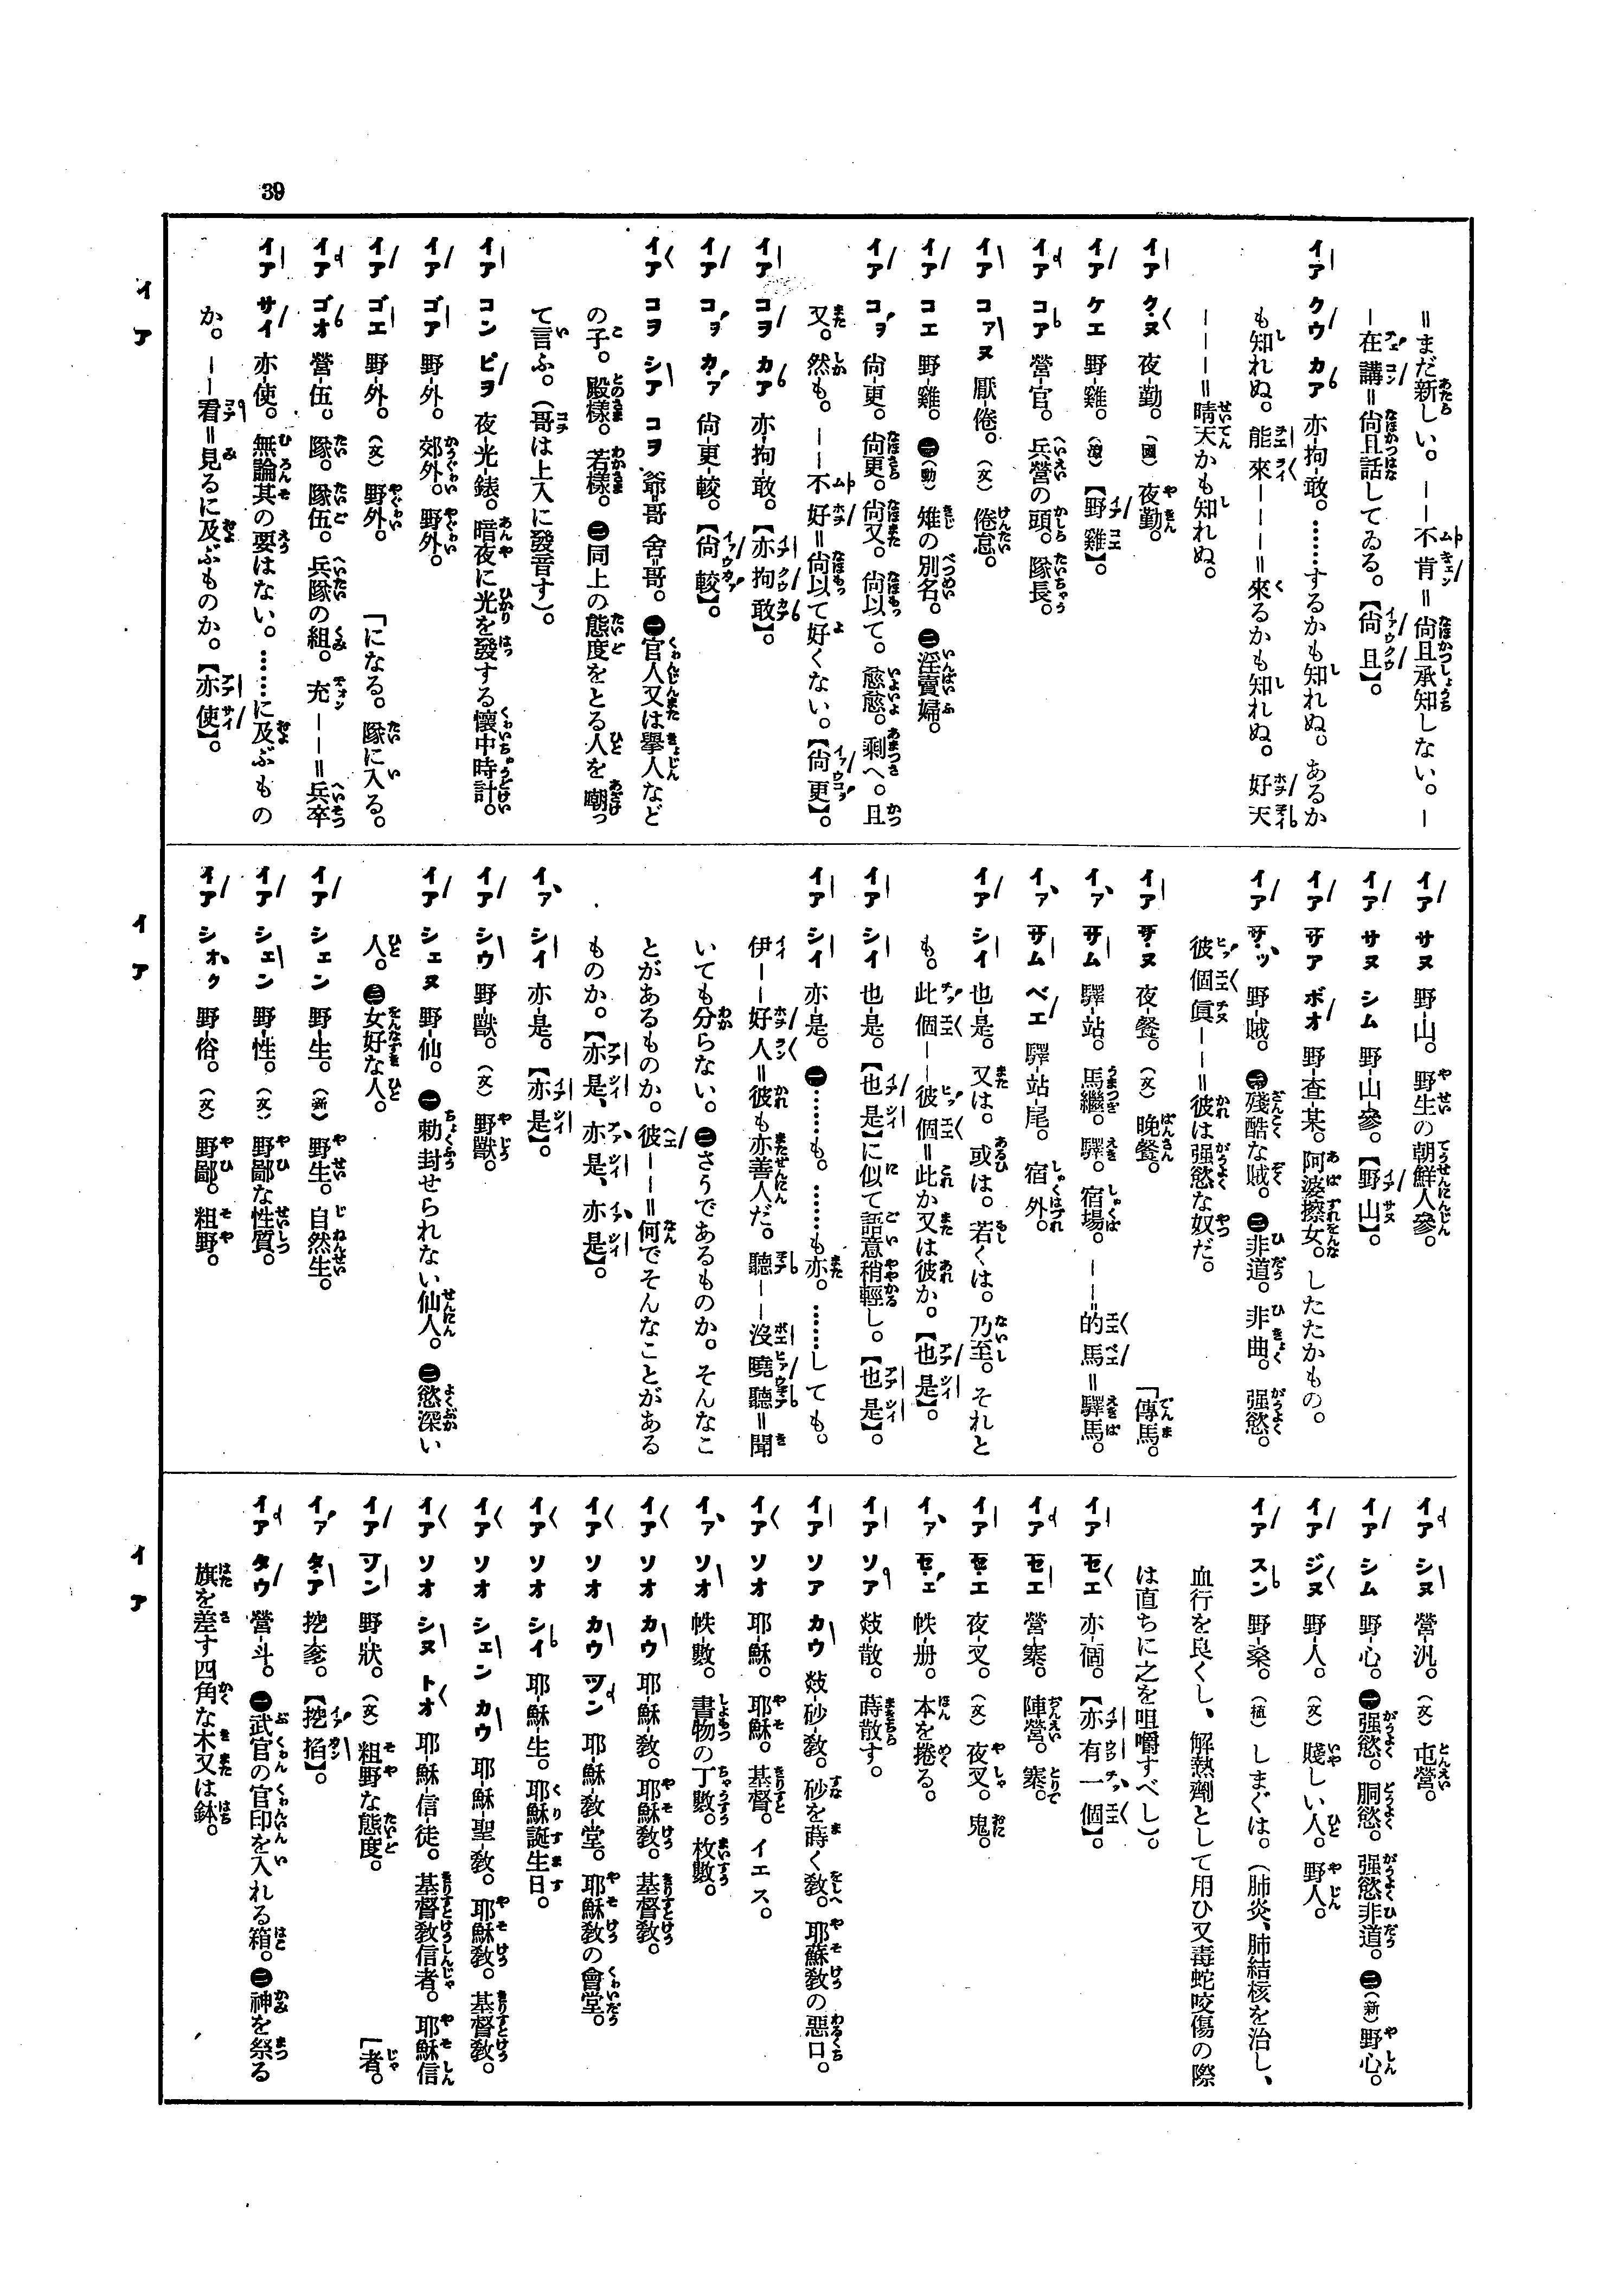 39
イア
=まだ新しい。――不肯=尙且承知しない。―
―在講=尙且話してゐる。【尙且】。
イア クウ カア 亦-拘-敢。……するかも知れぬ。あるか
も知れぬ。能來―――=來るかも知れぬ。好天
―――=晴天かも知れぬ。
イア ク・ヌ 夜-勤。(國)夜勤。
イア ケエ 野-雞。(滾)【野雞】。
イア コア 營-官。兵營の頭。隊長。
イア コァヌ 厭-倦。(文)倦怠。
イア コエ 野-雞。㊀(動)雉の別名。㊁淫賣婦。
イア コヲ 尙-更。尙更。尙又。尙以て。愈愈。剩へ。且
又。然も。――不好=尙以て好くない。【尙更】。
イア コヲ カア 亦-拘-敢。【亦拘敢】。
イア コヲ カ・ア 尙-更-較。【尙較】。
イア コヲ シア コヲ 爺=哥 舍=哥。㊀官人又は擧人など
の子。殿樣。若樣。㊁同上の態度をとる人を嘲っ
て言ふ。(哥は上入に發音す)。
イア コン ピヲ 夜-光-錶。暗夜に光を發する懷中時計。
イア ゴア 野-外。郊外。野外。
イア ゴエ 野-外。(文)野外。 「になる。隊に入る。
イア ゴオ 營-伍。隊。隊伍。兵隊の組。充――=兵卒
イア サイ 亦-使。無論其の要はない。……に及ぶもの
か。――看=見るに及ぶものか。【亦使】。
イア
イア サヌ 野-山。野生の朝鮮人參。
イア サヌ シム 野-山-參。【野山】。
イア サア ボオ 野-查-某。阿婆擦女。したたかもの。
イア サ・ッ 野-賊。㊀殘酷な賊。㊁非道。非曲。强慾。
彼個眞――=彼は强慾な奴だ。
イア サ・ヌ 夜-餐。(文)晚餐。 「傳馬。
イァ サム 驛-站。馬繼。驛。宿場。――=的馬=驛馬。
イァ サム ベエ 驛-站-尾。宿外。
イア シイ 也-是。又は。或は。若くは。乃至。それと
も。此個――彼個=此か又は彼か。【也是】。
イア シイ 也-是。【也是】に似て語意稍輕し。【也是】。
イア シイ 亦-是。㊀……も。……も亦。……しても。
伊――好人=彼も亦善人だ。聽――沒曉聽=聞
いても分らない。㊁さうであるものか。そんなこ
とがあるものか。彼――=何でそんなことがある
ものか。【亦是、亦是、亦是】。
イァ シイ 亦-是。【亦是】。
イア シウ 野-獸。(文)野獸。
イア シェヌ 野-仙。㊀勅封せられない仙人。㊁慾深い
人。㊂女好な人。
イア シェン 野-生。(新)野生。自然生。
イア シェン 野-性。(文)野鄙な性質。
イア シオク 野-俗。(文)野鄙。粗野。
イア
イア シヌ 營-汎。(文)屯營。
イア シム 野-心。㊀强慾。胴慾。强慾非道。㊁(新)野心。
イア ジヌ 野-人。(文)賤しい人。野人。
イア スン 野-桑。(植)しまぐは。(肺炎、肺結核を治し、
血行を良くし、解熱劑として用ひ又毒蛇咬傷の際
は直ちに之を咀嚼すべし)。
イア セエ 亦-個。【亦有一個】。
イア セエ 營-寨。陣營。寨。
イア セ・エ 夜-叉。(文)夜叉。鬼。
イァ セ・ェ 帙-册。本を捲る。
イア ソア 敥-散。蒔散す。
イア ソア カウ 敥-砂-敎。砂を蒔く敎。耶蘇敎の惡口。
イア ソオ 耶-穌。耶穌。基督。イエス。
イァ ソオ 帙-數。書物の丁數。枚數。
イア ソオ カウ 耶-穌-敎。耶穌敎。基督敎。
イア ソオ カウ ツン 耶-穌-敎-堂。耶穌敎の會堂。
イア ソオ シイ 耶-穌-生。耶穌誕生日。
イア ソオ シェン カウ 耶-穌-聖-敎。耶穌敎。基督敎。
イア ソオ シヌ トオ 耶-穌-信-徒。基督敎信者。耶穌信
イア ツン 野-狀。(文)粗野な態度。 「者。
イァ タ・ア 挖-奎。【挖掐】。
イア タウ 營-斗。㊀武官の官印を入れる箱。㊁神を祭る
旗を差す四角な木又は鉢。